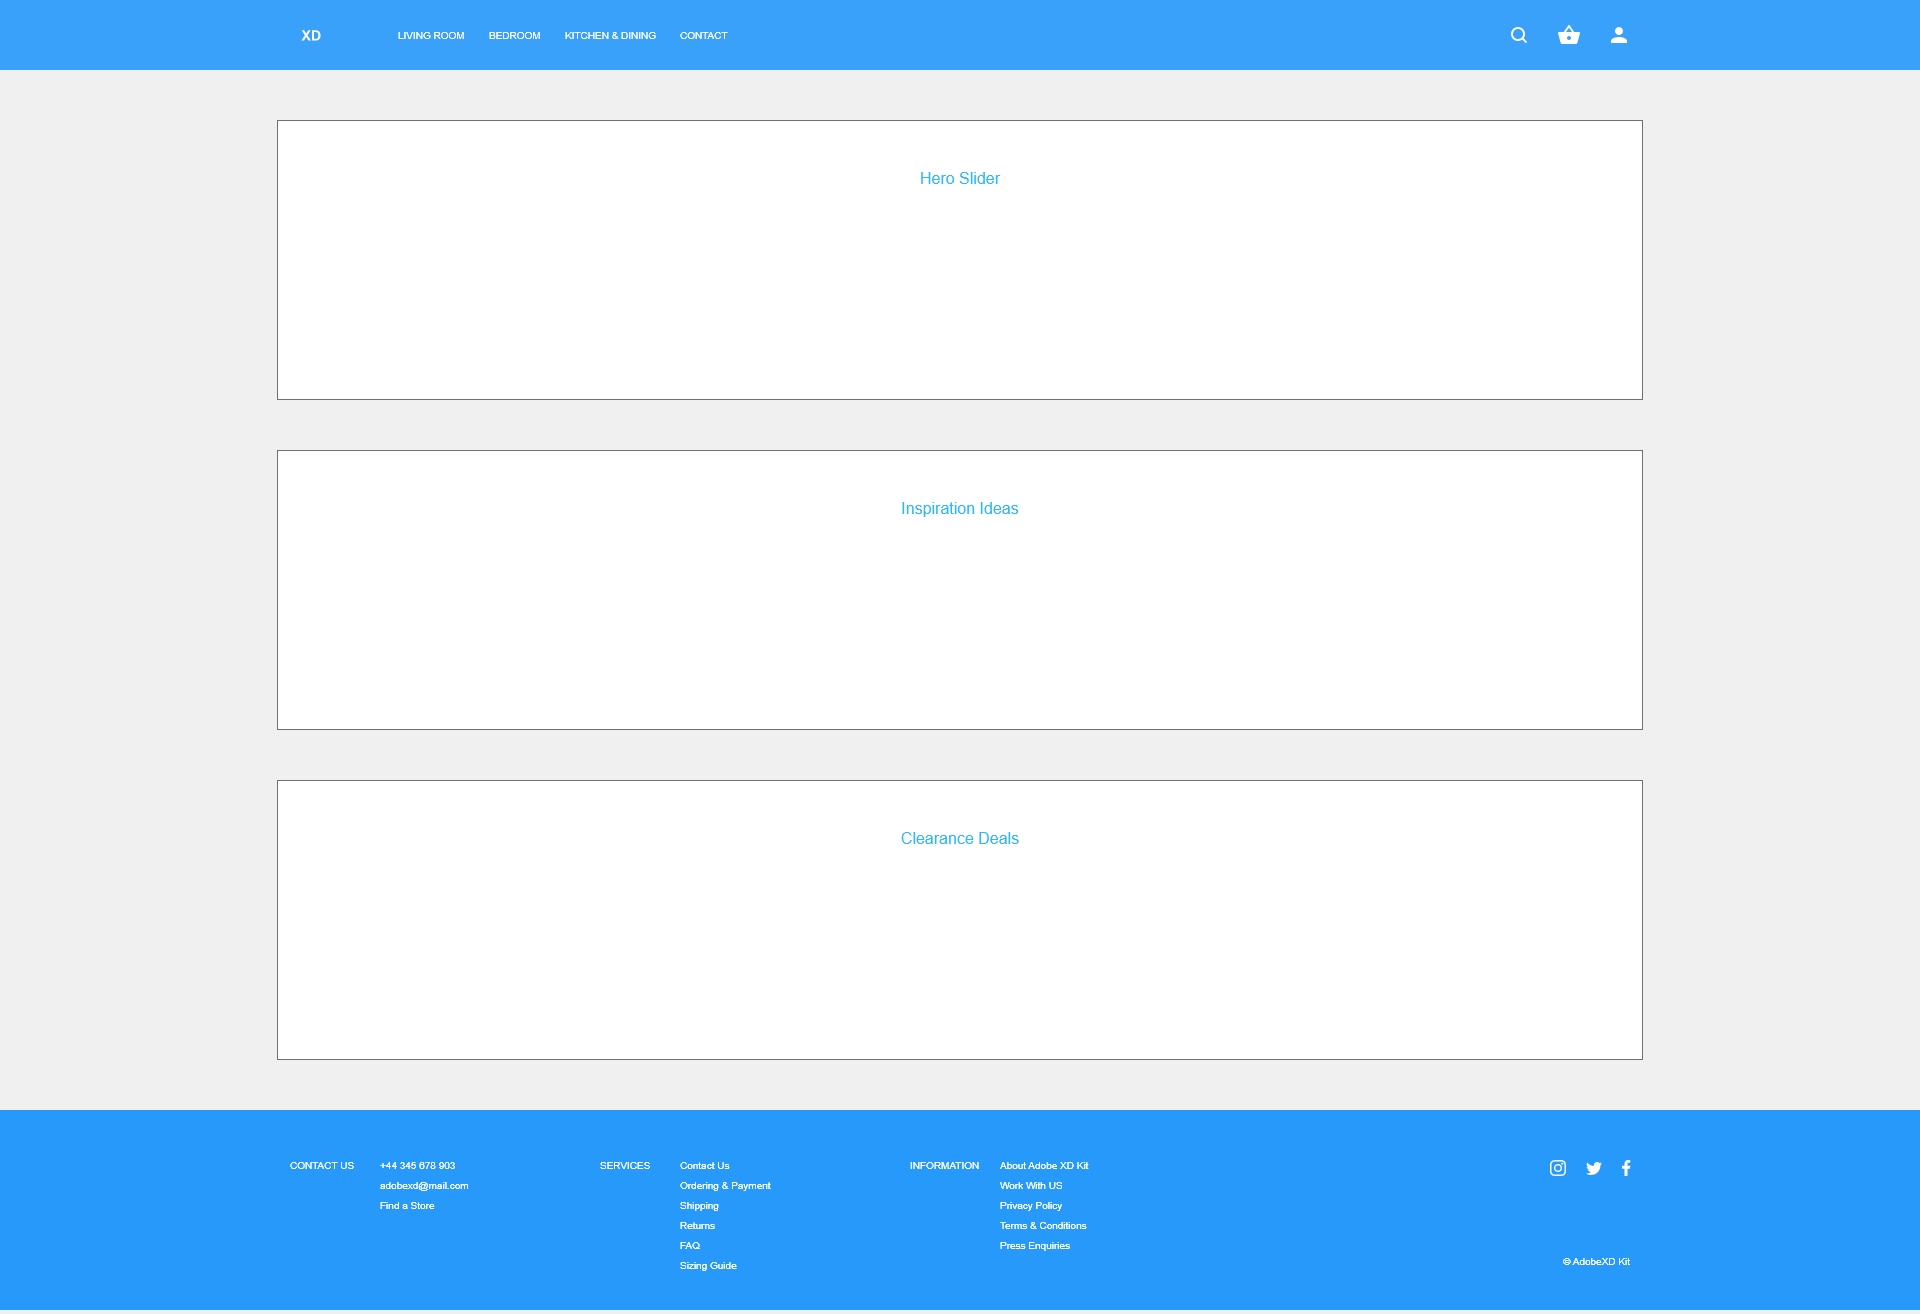 XD
LIVING ROOM
BEDROOM
KITCHEN & DINING
CONTACT
Hero Slider
Inspiration Ideas
Clearance Deals
CONTACT US
+44 345 678 903
adobexd@mail.com
Find a Store
SERVICES
Contact Us
Ordering & Payment
Shipping
Returns
FAQ
Sizing Guide
INFORMATION
About Adobe XD Kit
Work With US
Privacy Policy
Terms & Conditions
Press Enquiries
© AdobeXD Kit